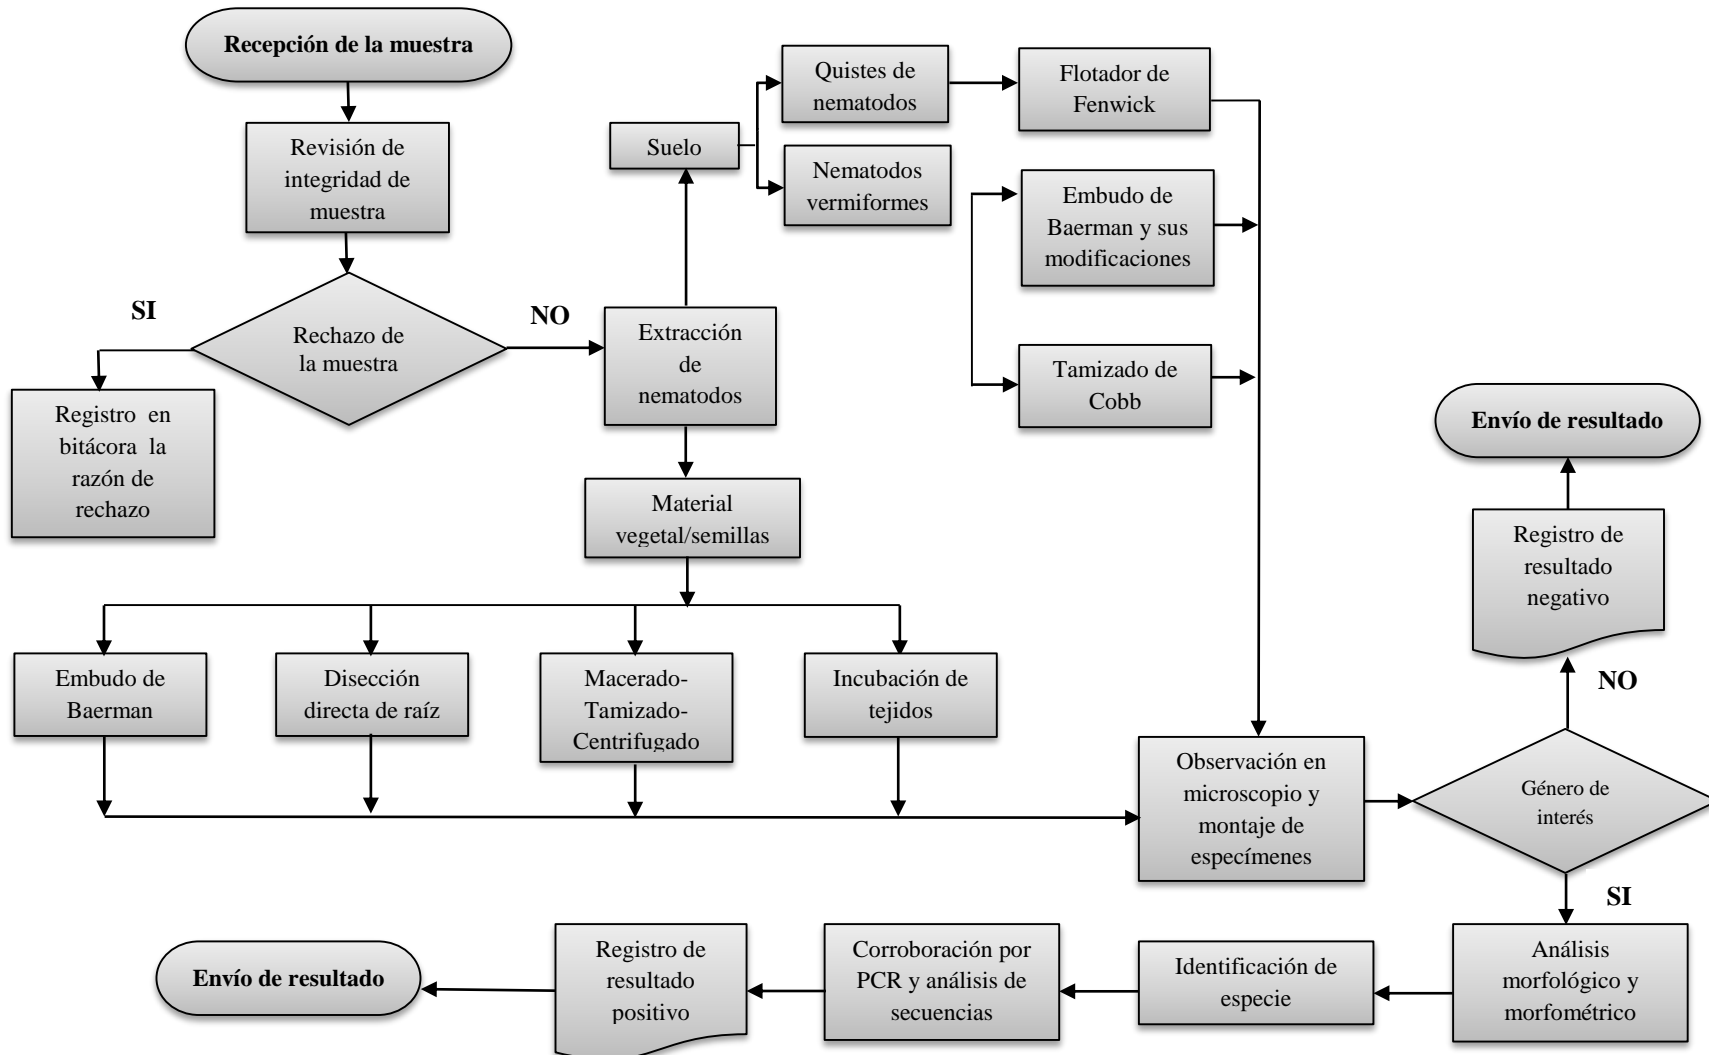 Recepción de la muestra
Revisión de
integridad de
muestra
SI
Rechazo de
la muestra
NO
Registro en
bitácora la
razón de
rechazo
Extracción
de
nematodos
Suelo
Quistes de
nematodos
Flotador de
Fenwick
Nematodos
vermiformes
Embudo de
Baerman y sus
modificaciones
Tamizado de
Cobb
Material
vegetal/semillas
Embudo de
Baerman
Disección
directa de raíz
Macerado-
Tamizado-
Centrifugado
Incubación de
tejidos
Observación en
microscopio y
montaje de
especímenes
Género de
interés
NO
Registro de
resultado
negativo
Envío de resultado
SI
Análisis
morfológico y
morfométrico
Identificación de
especie
Corroboración por
PCR y análisis de
secuencias
Registro de
resultado
positivo
Envío de resultado